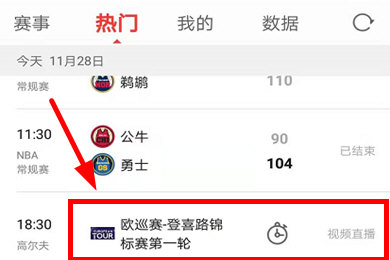 赛事 热门 我的 数据
今天 11月28日
常规赛 鹈鹕 110
11:30 公牛 90
NBA 已结束
常规赛 勇士 104
18:30 欧巡赛-登喜路锦
标赛第一轮
高尔夫 EUROPEAN TOUR 视频直播